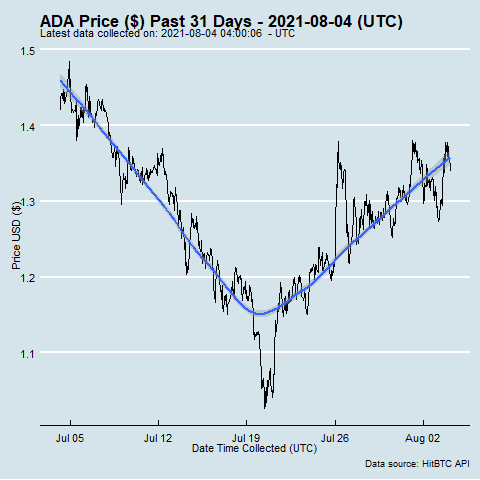 ADA Price ($) Past 31 Days - 2021-08-04 (UTC)
Latest data collected on: 2021-08-04 04:00:06 - UTC
1.5
1.4
1.3
1.2
1.1
Price USD ($)
Jul 05 Jul 12 Jul 19 Jul 26 Aug 02
Date Time Collected (UTC)
Data source: HitBTC API